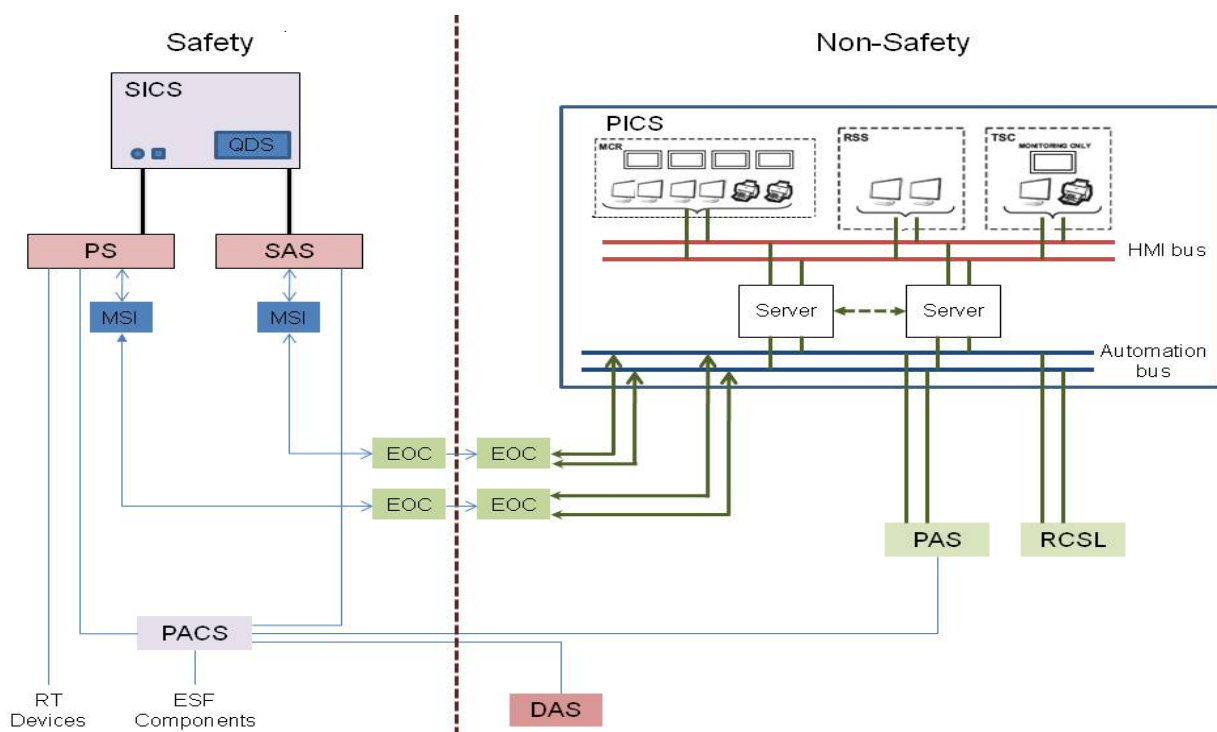 Safety
Non-Safety
SICS
QDS
PICS
MCR
RSS
TSC
MONITORING ONLY
PS
SAS
HMI bus
MSI
MSI
Server
Server
Automation
bus
EOC
EOC
EOC
EOC
PAS
RCSL
PACS
RT
Devices
ESF
Components
DAS